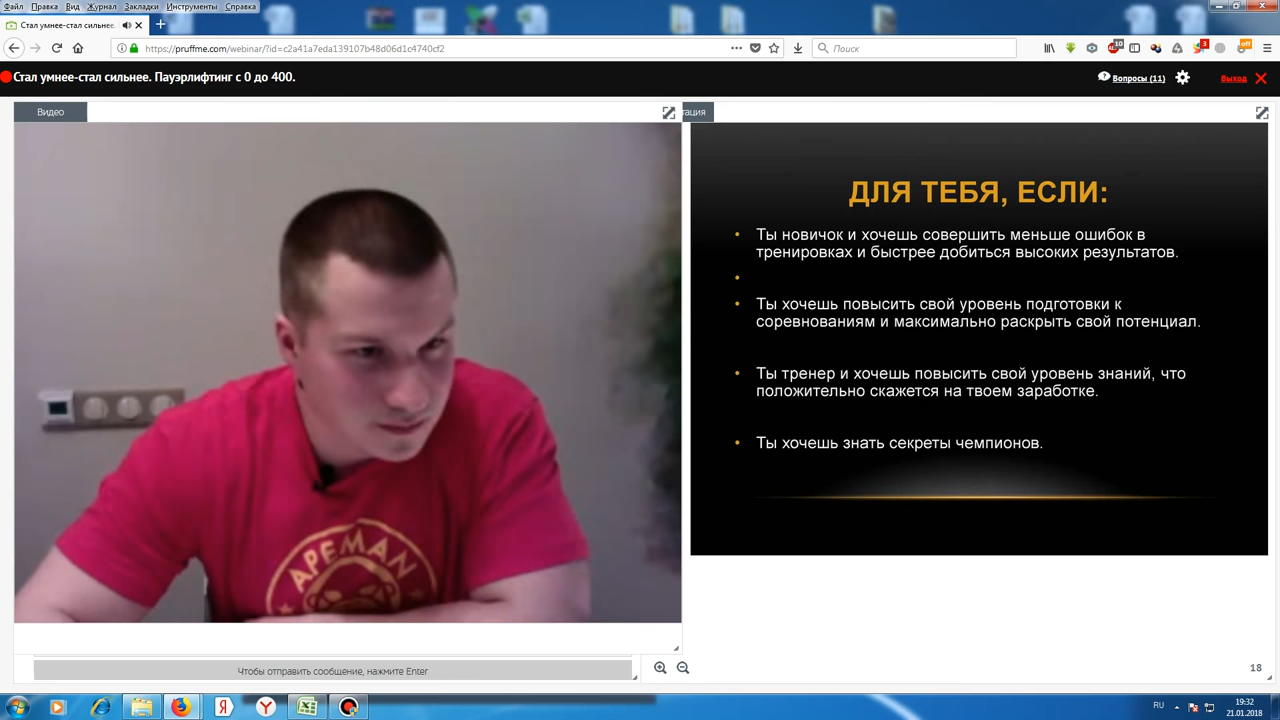 Файл Правка Вид Журнал Закладки Инструменты Справка
Стал умнее-стал сильнее.
https://pruffme.com/webinar/?id=c2a41a7eda139107b48d06d1c4740cf2
Поиск
10
3
off
Стал умнее-стал сильнее. Пауэрлифтинг с 0 до 400.
Вопросы (11)
Выход
Видео
тация
ДЛЯ ТЕБЯ, ЕСЛИ:
• Ты новичок и хочешь совершить меньше ошибок в
тренировках и быстрее добиться высоких результатов.
•
• Ты хочешь повысить свой уровень подготовки к
соревнованиям и максимально раскрыть свой потенциал.
• Ты тренер и хочешь повысить свой уровень знаний, что
положительно скажется на твоем заработке.
• Ты хочешь знать секреты чемпионов.
APEMAN
Чтобы отправить сообщение, нажмите Enter
18
RU
19:32
21.01.2018